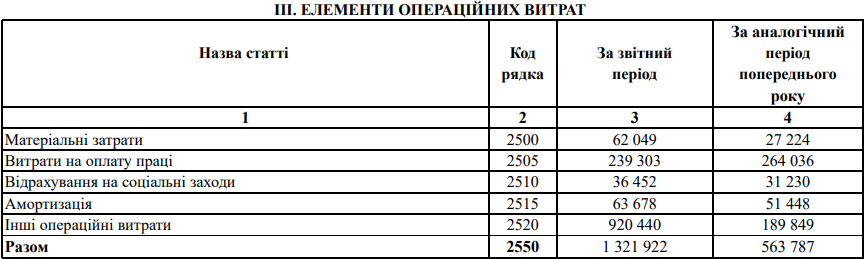 III. ЕЛЕМЕНТИ ОПЕРАЦІЙНИХ ВИТРАТ
Назва статті Код рядка За звітний період За аналогічний період попереднього року
1 2 3 4
Матеріальні затрати 2500 62 049 27 224
Витрати на оплату праці 2505 239 303 264 036
Відрахування на соціальні заходи 2510 36 452 31 230
Амортизація 2515 63 678 51 448
Інші операційні витрати 2520 920 440 189 849
Разом 2550 1 321 922 563 787